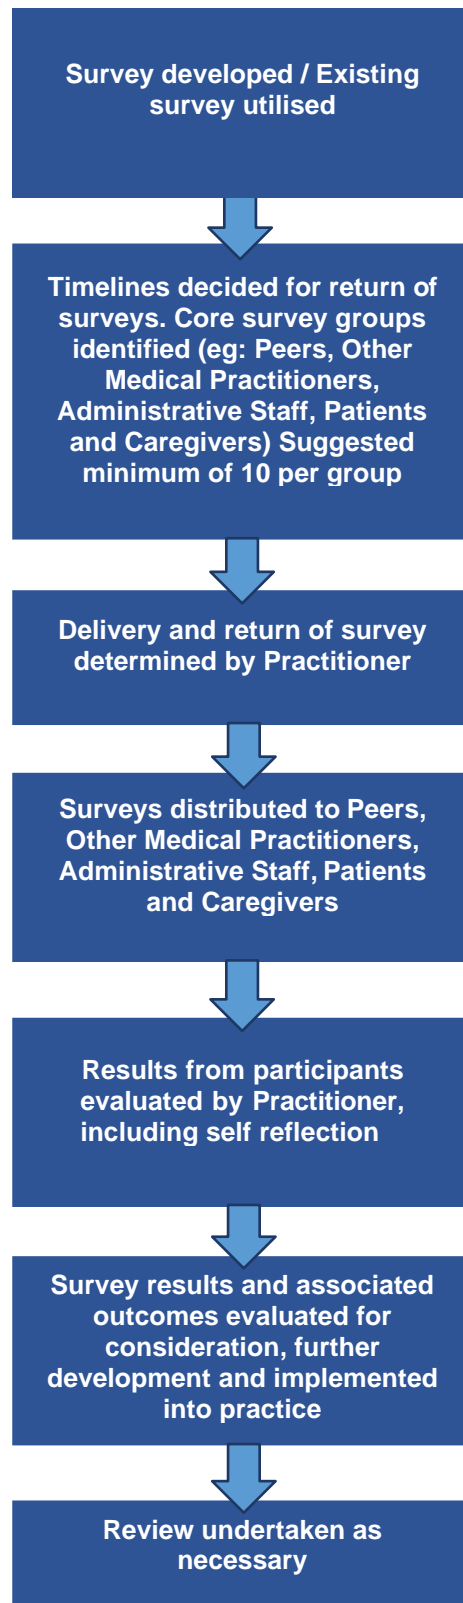 Survey developed / Existing
survey utilised
Timelines decided for return of
surveys. Core survey groups
identified (eg: Peers, Other
Medical Practitioners,
Administrative Staff, Patients
and Caregivers) Suggested
minimum of 10 per group
Delivery and return of survey
determined by Practitioner
Surveys distributed to Peers,
Other Medical Practitioners,
Administrative Staff, Patients
and Caregivers
Results from participants
evaluated by Practitioner,
including self reflection
Survey results and associated
outcomes evaluated for
consideration, further
development and implemented
into practice
Review undertaken as
necessary